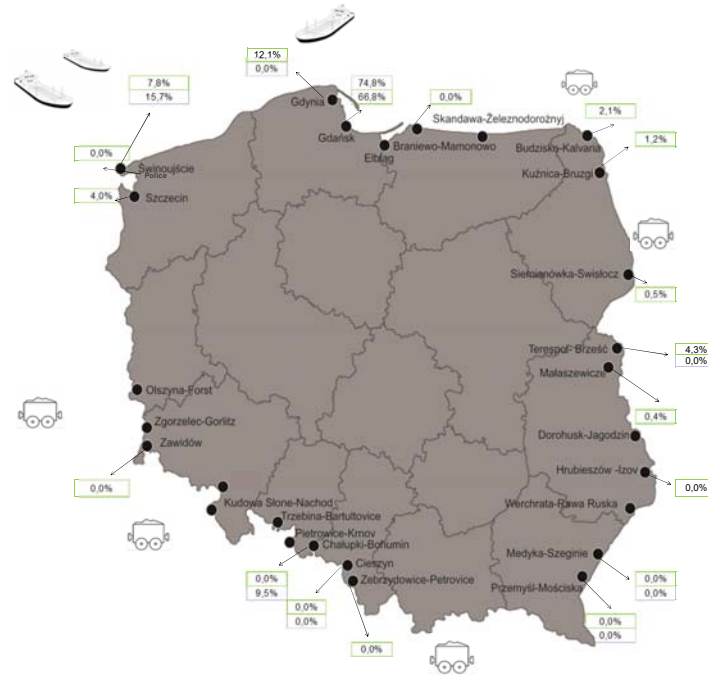 12,1%
0,0%
7,8%
15,7%
Gdynia
74,8%
66,8%
0,0%
Skandawa-Żeleznodorożnyj
2,1%
Gdańsk
Elbląg
Braniewo-Mamonowo
Budzisko-Kalvaria
1,2%
0,0%
Świnoujście
Police
Kuźnica-Bruzgi
4,0%
Szczecin
Siemianówka-Swisłocz
0,5%
Terespol- Brześć
4,3%
0,0%
Małaszewicze
Olszyna-Forst
0,4%
Zgorzelec-Gorlitz
Zawidów
Dorohusk-Jagodzin
Hrubieszów -Izov
0,0%
0,0%
Kudowa Słone-Nachod
Werchrata-Rawa Ruska
Trzebina-Bartultovice
Pietrowice-Krnov
Chałupki-Bohumin
Medyka-Szeginie
Cieszyn
Zebrzydowice-Petrovice
Przemyśl-Mościska
0,0%
9,5%
0,0%
0,0%
0,0%
0,0%
0,0%
0,0%
0,0%